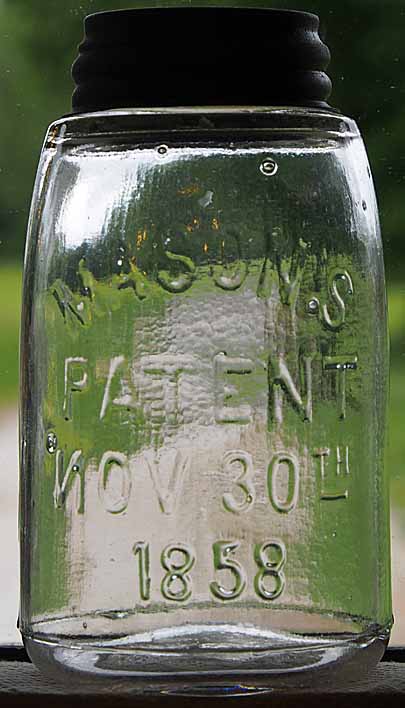 MASON'S
PATENT
NOV 30TH
1858